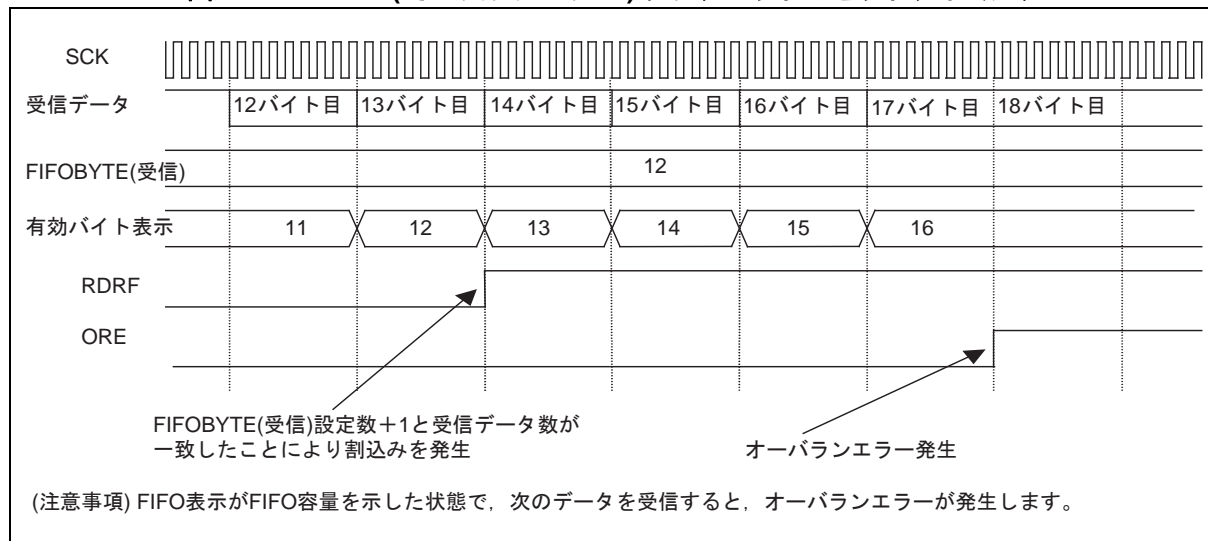 SCK
受信データ
12バイト目 13バイト目 14バイト目 15バイト目 16バイト目 17バイト目 18バイト目
FIFOBYTE(受信)
12
有効バイト表示
11 12 13 14 15 16
RDRF
ORE
FIFOBYTE(受信)設定数+1と受信データ数が
一致したことにより割込みを発生
オーバランエラー発生
(注意事項) FIFO表示がFIFO容量を示した状態で，次のデータを受信すると，オーバランエラーが発生します。